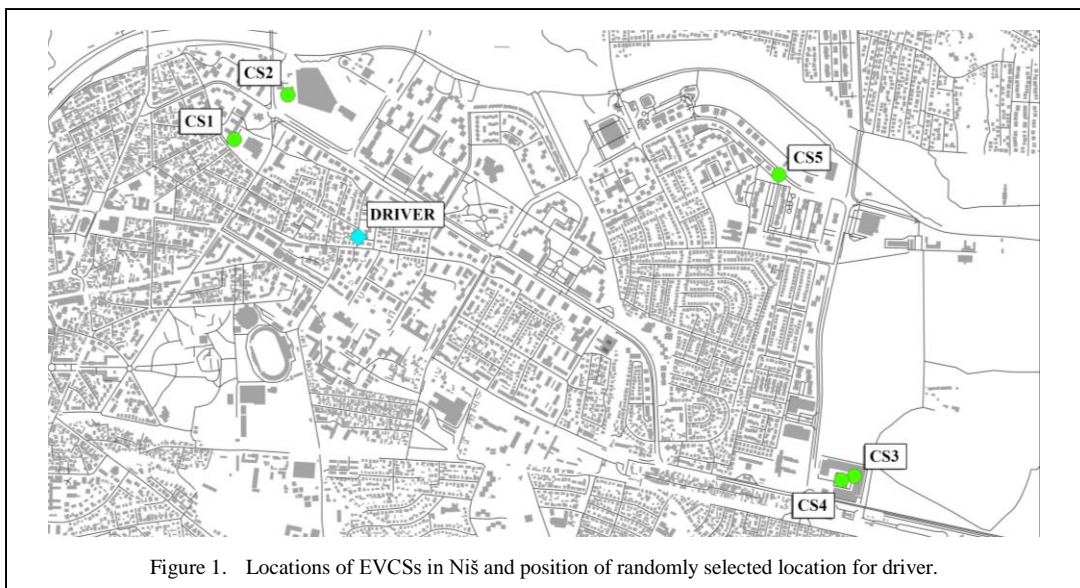 CS2
CS1
CS5
DRIVER
CS3
CS4
Figure 1. Locations of EVCSs in Niš and position of randomly selected location for driver.